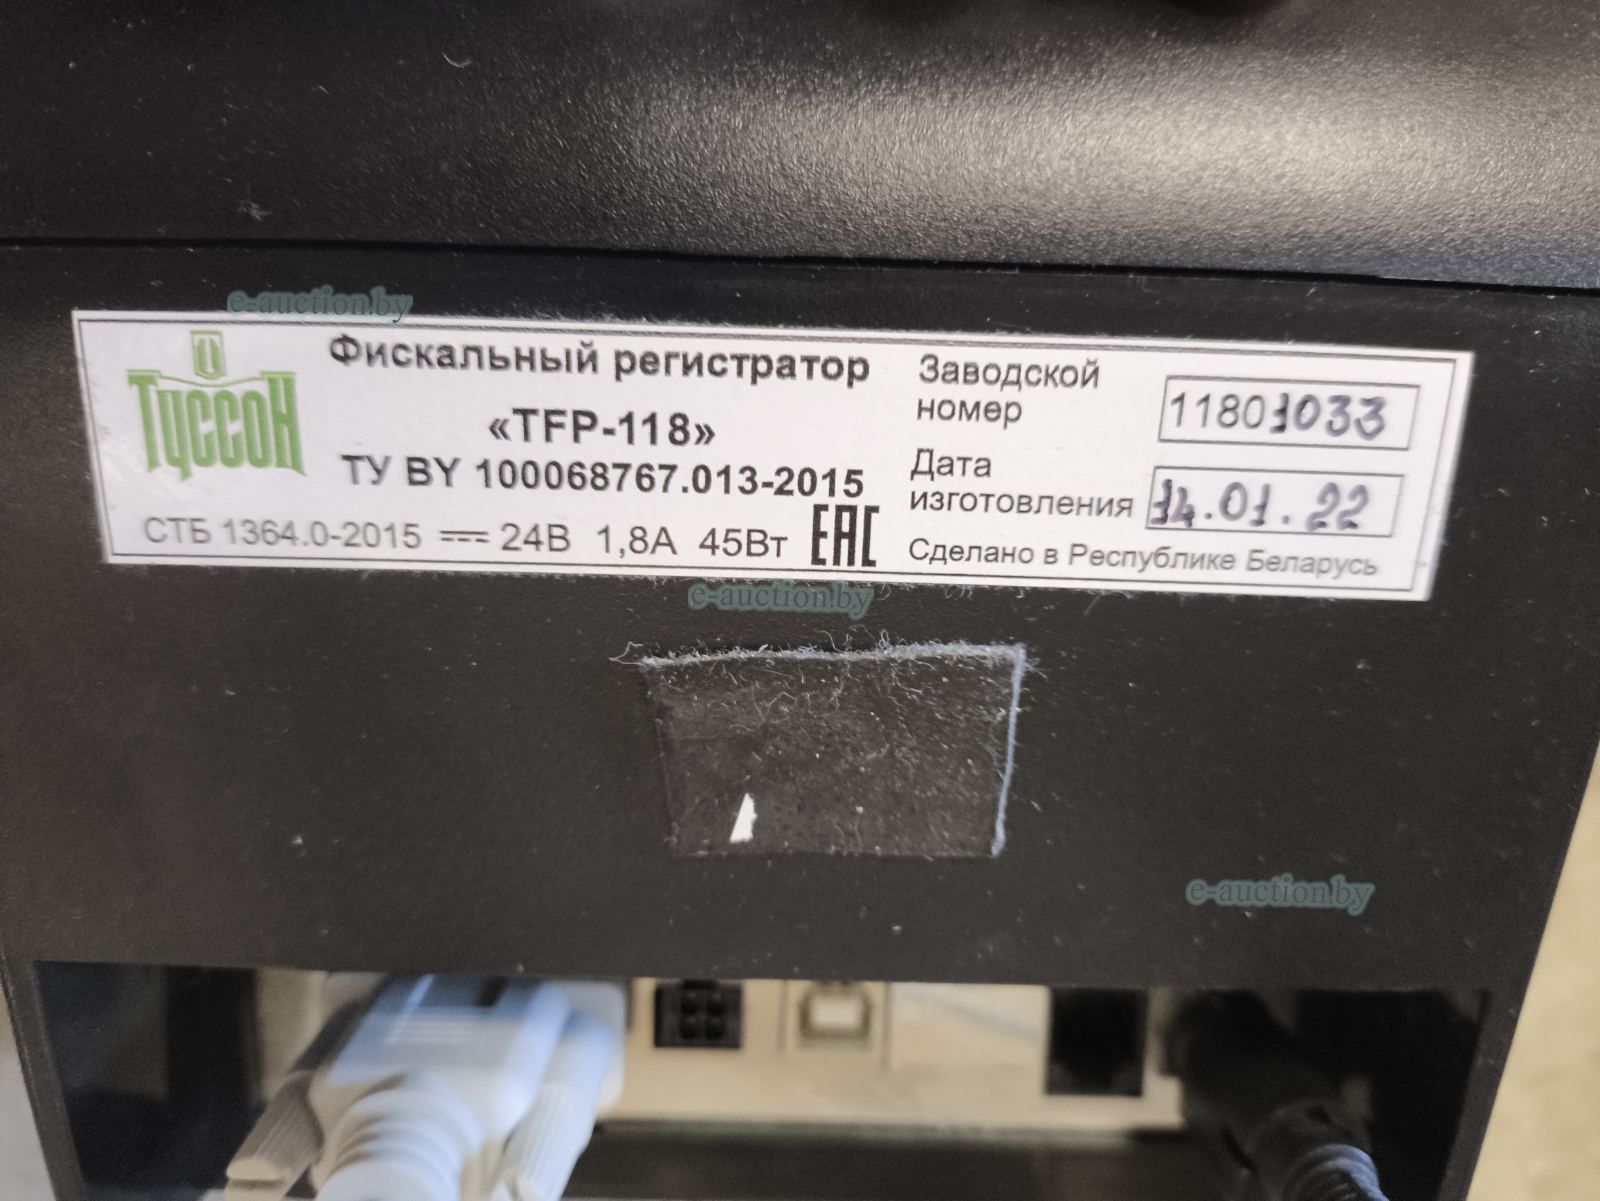 e-auction.by
Туссон
Фискальный регистратор
«TFP-118»
ТУ BY 100068767.013-2015
СТБ 1364.0-2015 ⎓ 24В 1,8А 45Вт EAC
Заводской
номер
11801033
Дата
изготовления
14.01.22
Сделано в Республике Беларусь
e-auction.by
e-auction.by